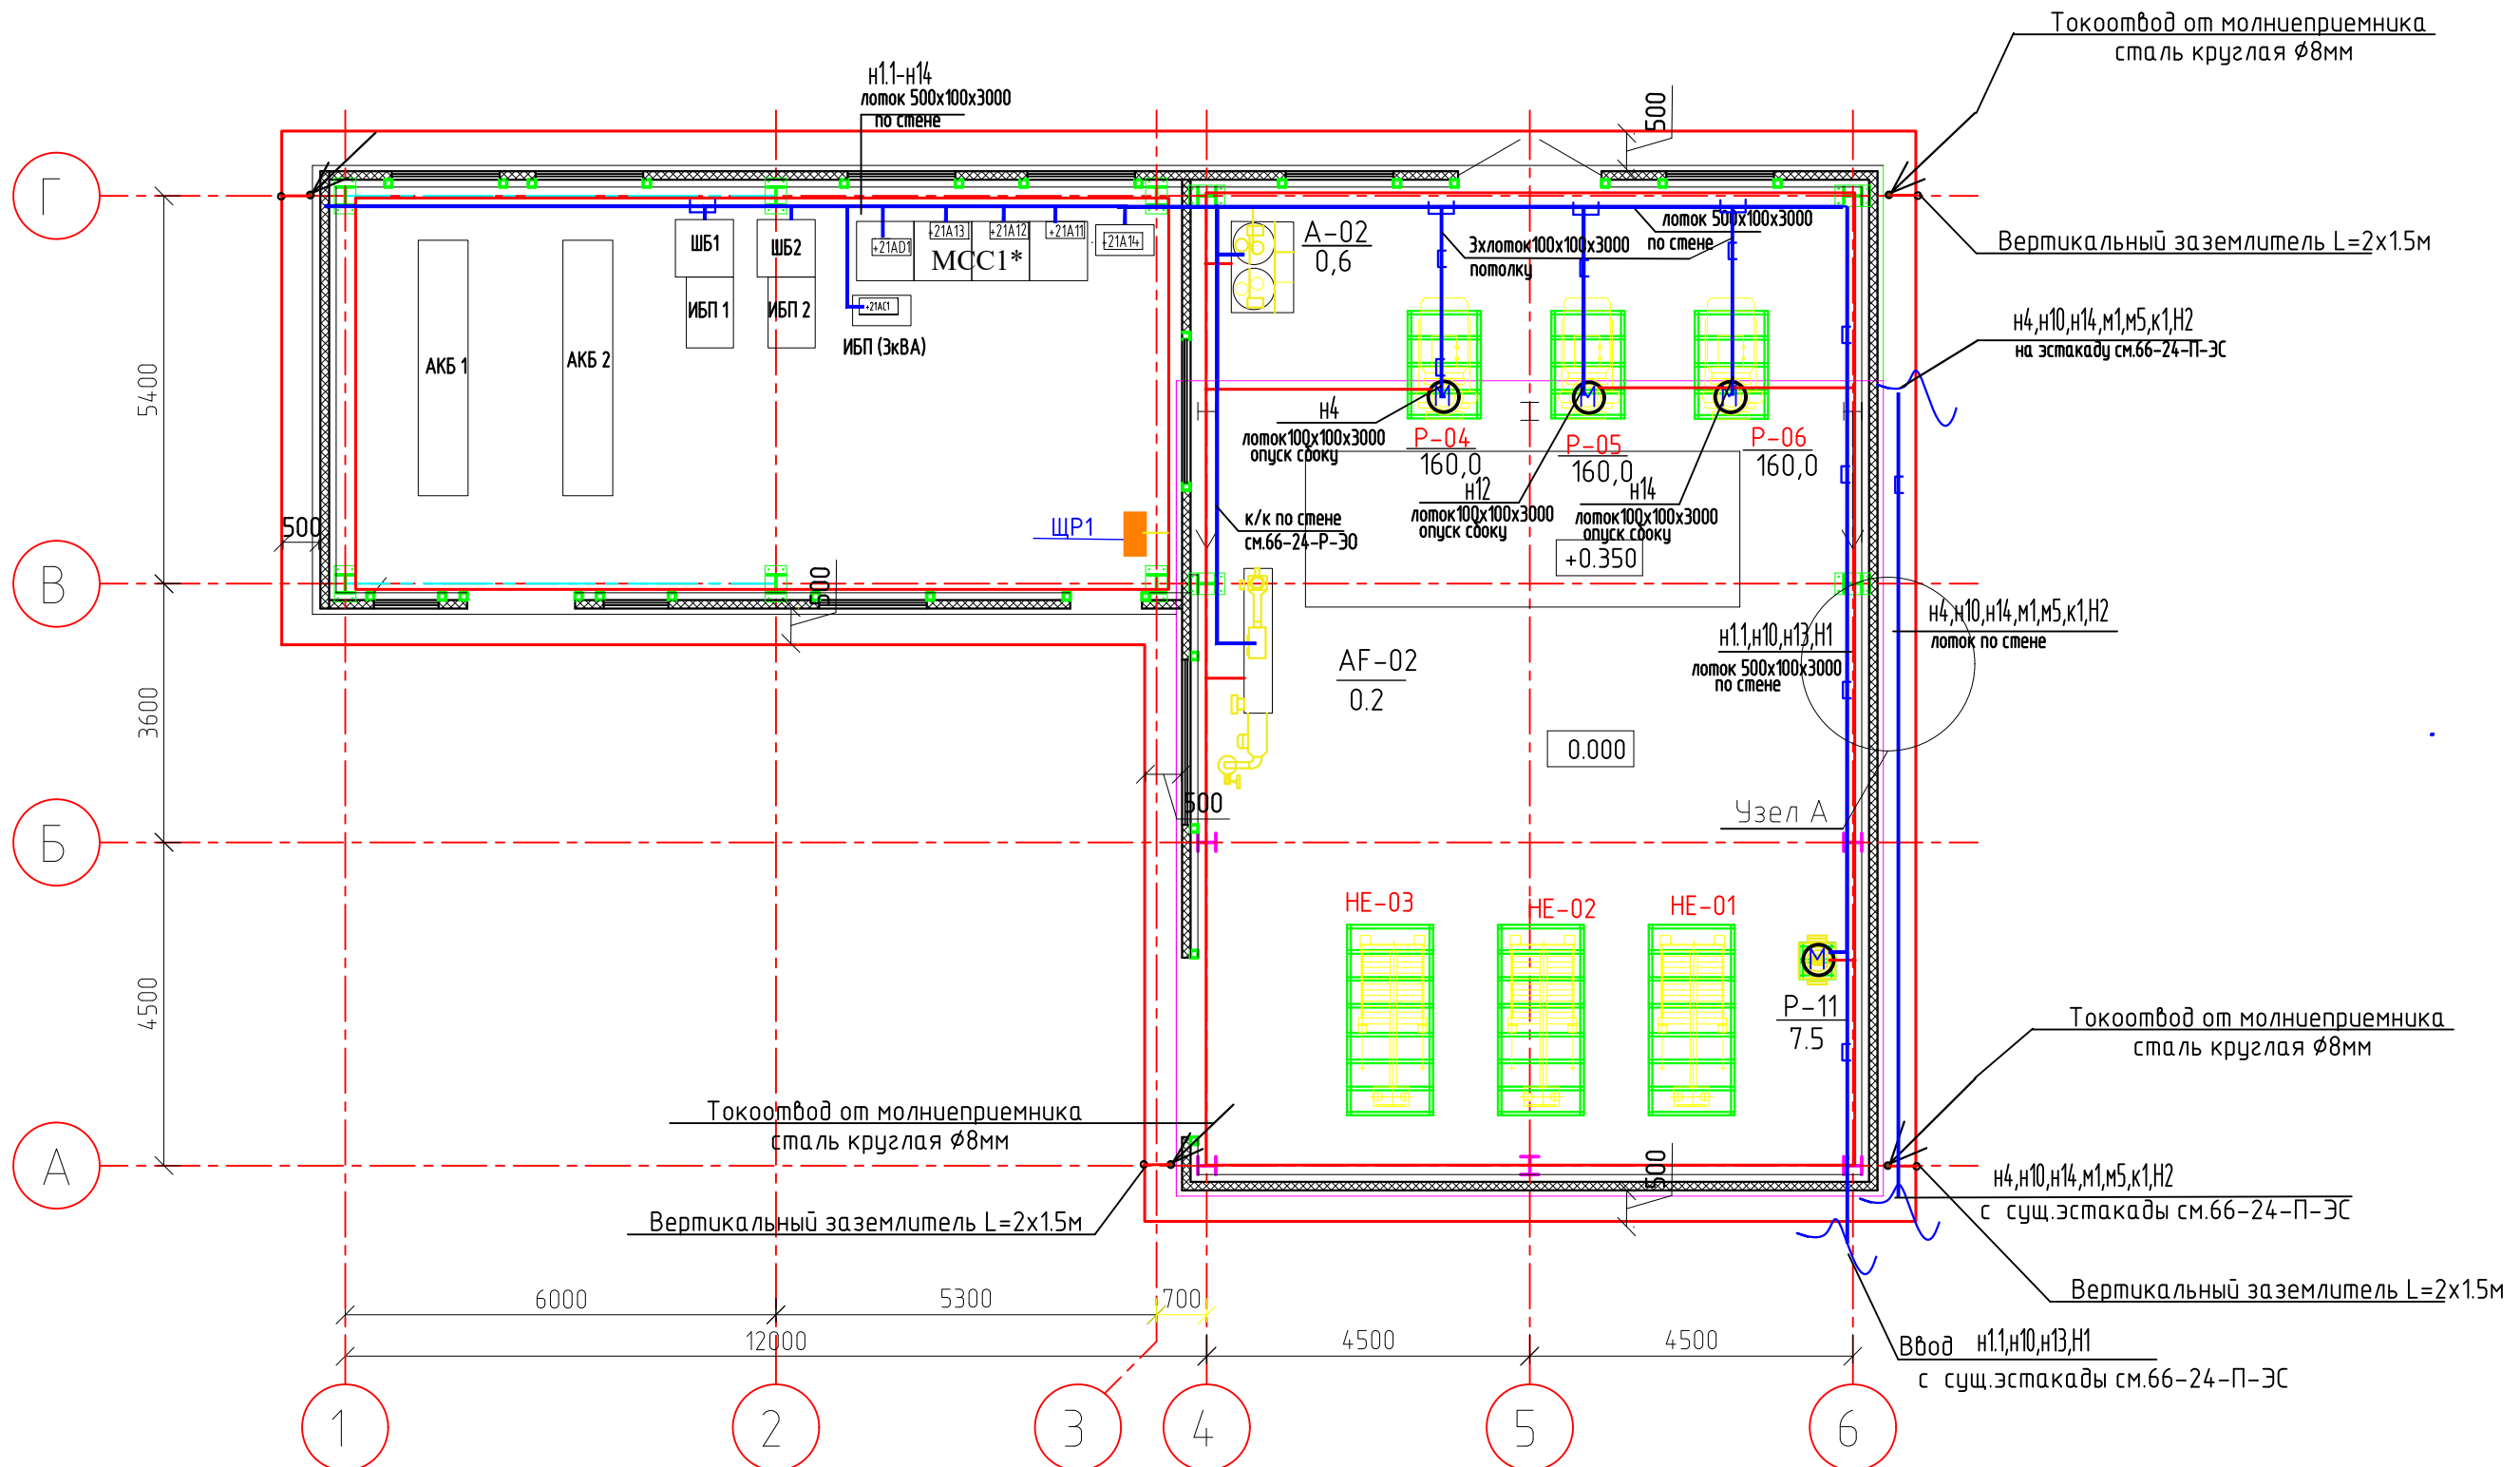 Токоотвод от молниеприемника
сталь круглая Ø8мм
н1.1-н14
лоток 500х100х3000
по стене
500
Г
ШБ1
ШБ2
+21AD1
+21A13
+21A12
+21A11
+21A14
МСС1*
А-02
0,6
лоток 500х100х3000
по стене
3хлоток100х100х3000
потолку
Вертикальный заземлитель L=2х1.5м
ИБП 1
ИБП 2
+21AC1
ИБП (3кВА)
н4,н10,н14,м1,м5,к1,Н2
на эстакаду см.66-24-П-ЭС
АКБ 1
АКБ 2
5400
н4
лоток100х100х3000
опуск сбоку
Р-04
160,0
Р-05
160,0
Р-06
160,0
н12
лоток100х100х3000
опуск сбоку
н14
лоток100х100х3000
опуск сбоку
М
М
М
500
ЩР1
к/к по стене
см.66-24-Р-ЭО
+0.350
В
500
н4,н10,н14,м1,м5,к1,Н2
лоток по стене
н1.1,н10,н13,Н1
лоток 500х100х3000
по стене
AF-02
0.2
3600
0.000
500
Узел А
Б
НЕ-03
НЕ-02
НЕ-01
М
Р-11
7.5
4500
Токоотвод от молниеприемника
сталь круглая Ø8мм
Токоотвод от молниеприемника
сталь круглая Ø8мм
А
500
н4,н10,н14,м1,м5,к1,Н2
с сущ.эстакады см.66-24-П-ЭС
Вертикальный заземлитель L=2х1.5м
Вертикальный заземлитель L=2х1.5м
6000
5300
700
12000
4500
4500
Ввод н1.1,н10,н13,Н1
с сущ.эстакады см.66-24-П-ЭС
1
2
3
4
5
6